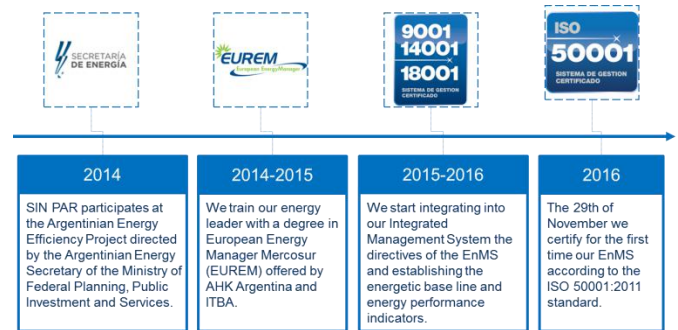 SECRETARÍA
DE ENERGÍA
EUREM
European EnergyManager
9001
14001
18001
SISTEMA DE GESTION
CERTIFICADO
ISO
50001
SISTEMA DE GESTION
CERTIFICADO
2014
SIN PAR participates at
the Argentinian Energy
Efficiency Project directed
by the Argentinian Energy
Secretary of the Ministry of
Federal Planning, Public
Investment and Services.
2014-2015
We train our energy
leader with a degree in
European Energy
Manager Mercosur
(EUREM) offered by
AHK Argentina and
ITBA.
2015-2016
We start integrating into
our Integrated
Management System the
directives of the EnMS
and establishing the
energetic base line and
energy performance
indicators.
2016
The 29th of
November we
certify for the first
time our EnMS
according to the
ISO 50001:2011
standard.